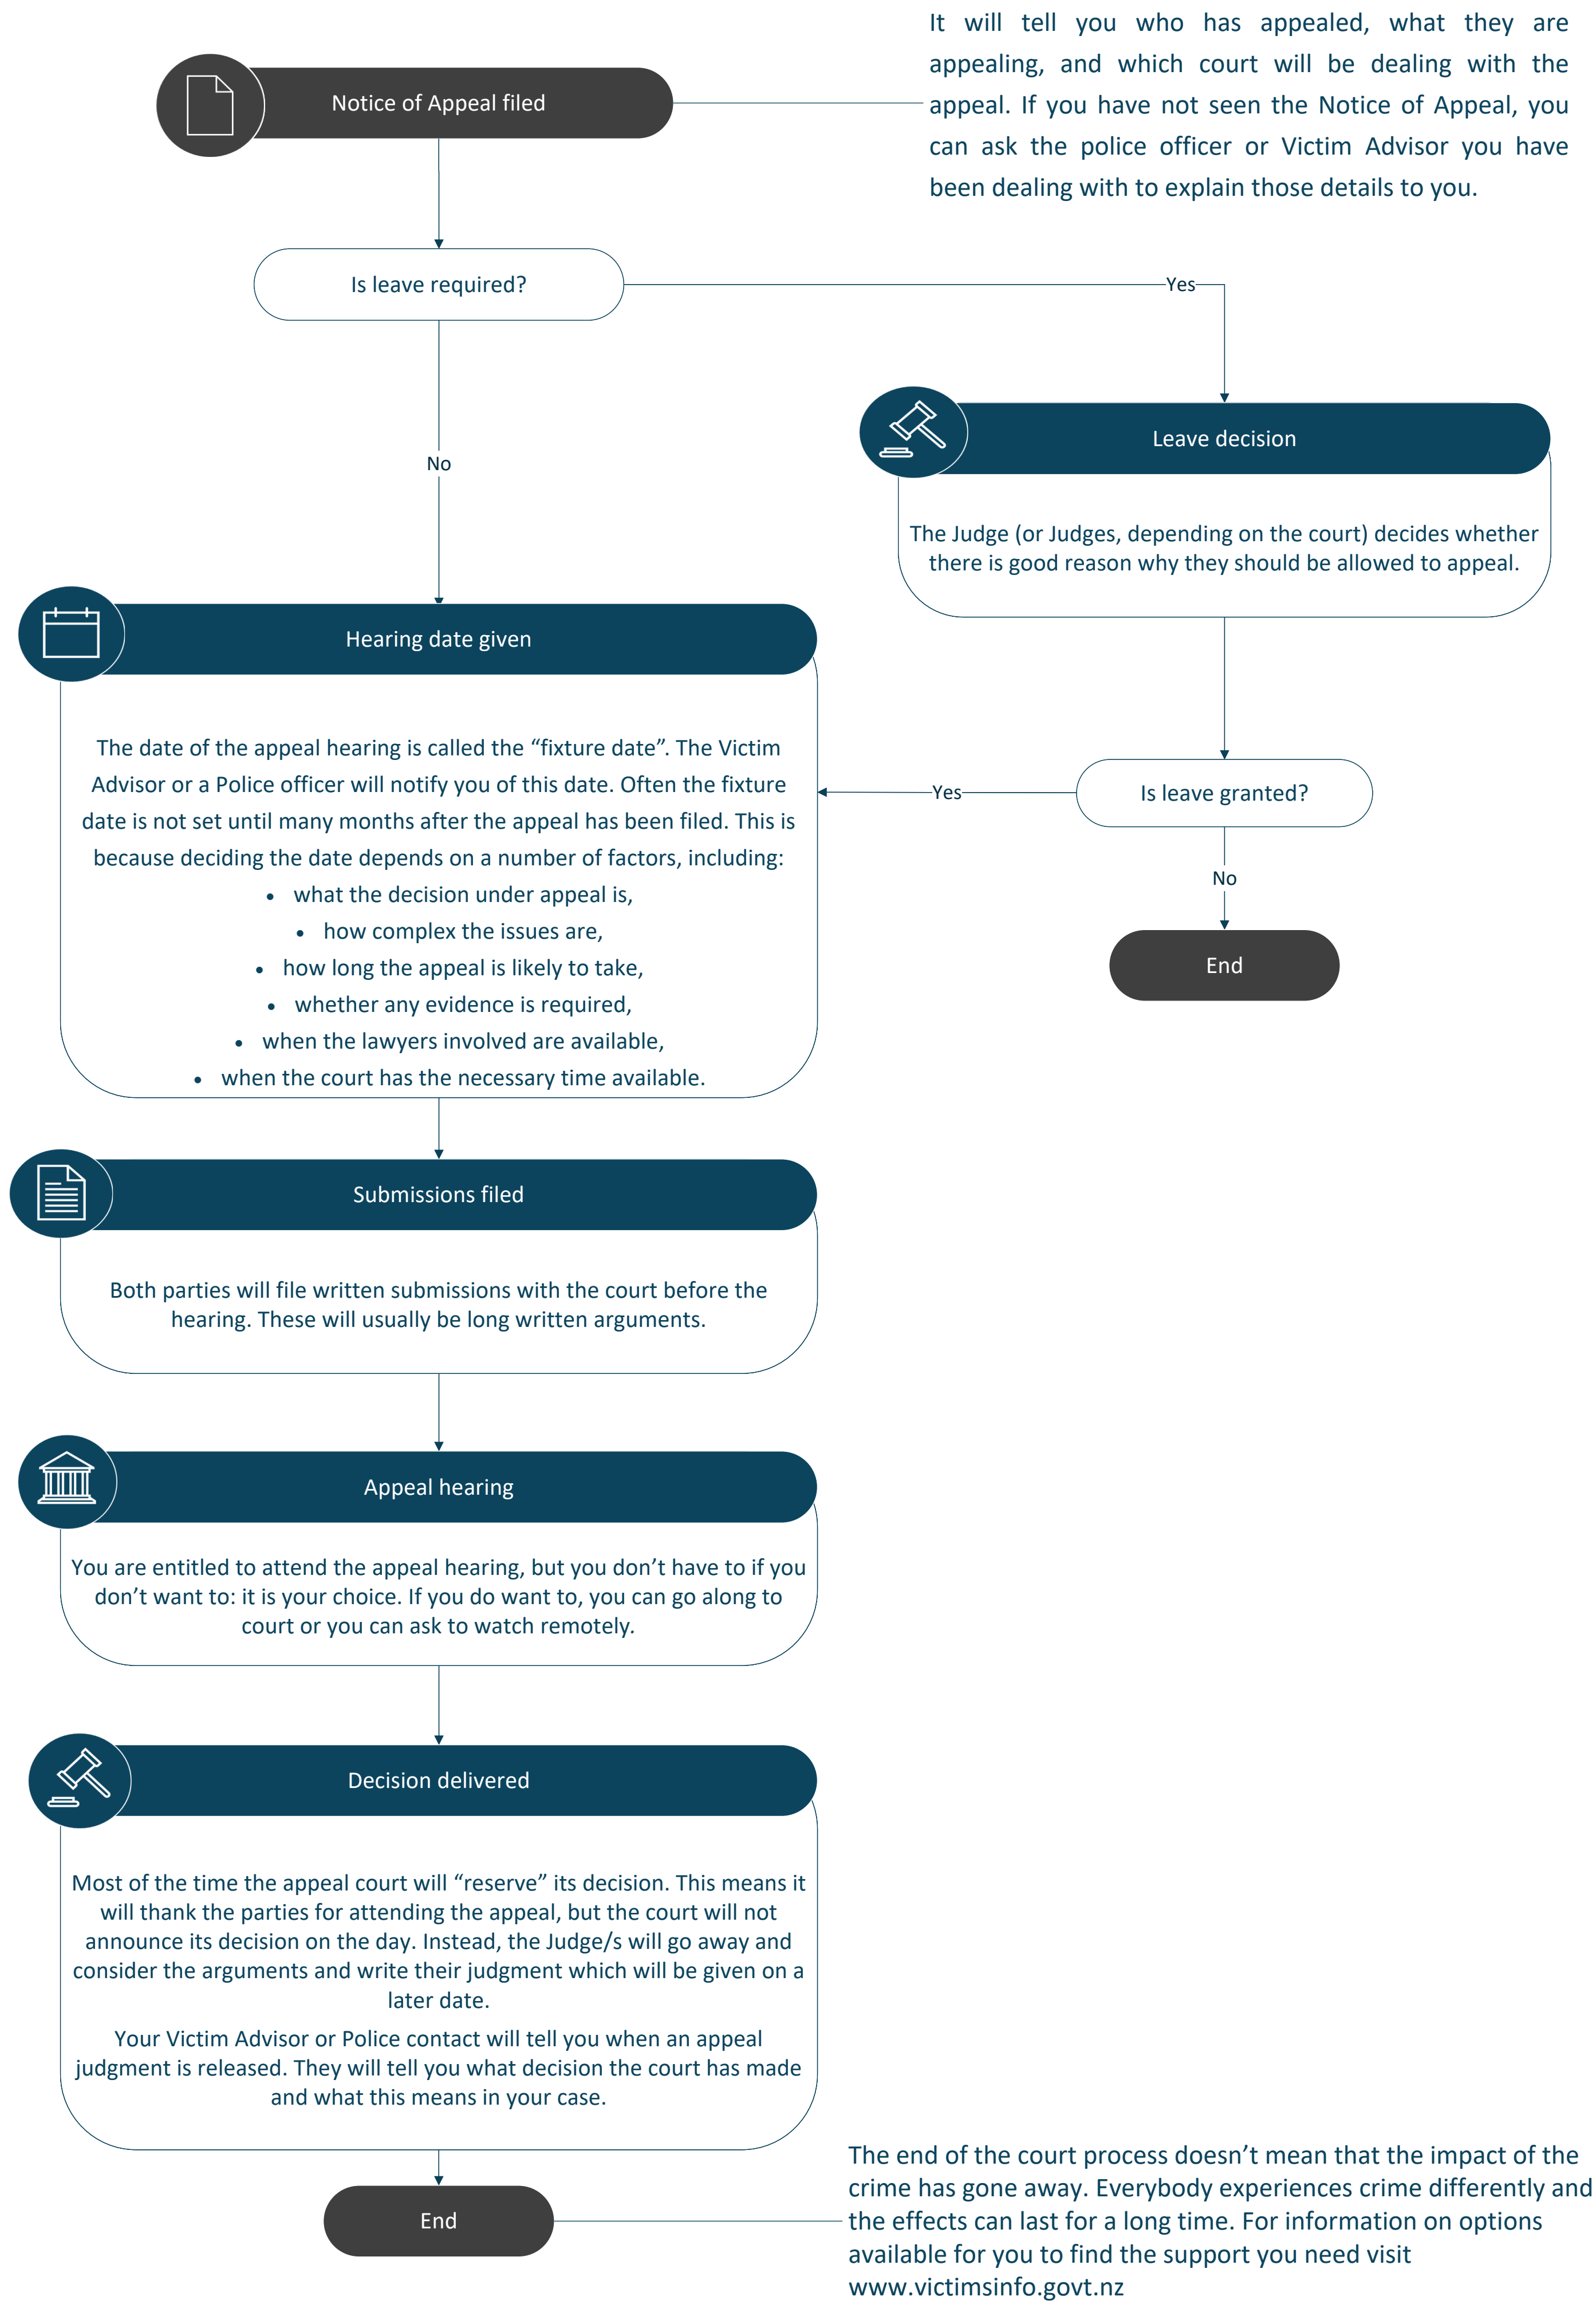 It will tell you who has appealed, what they are
appealing, and which court will be dealing with the
appeal. If you have not seen the Notice of Appeal, you
can ask the police officer or Victim Advisor you have
been dealing with to explain those details to you.
Notice of Appeal filed
Is leave required?
Yes
No
Leave decision
The Judge (or Judges, depending on the court) decides whether
there is good reason why they should be allowed to appeal.
Hearing date given
The date of the appeal hearing is called the “fixture date”. The Victim
Advisor or a Police officer will notify you of this date. Often the fixture
date is not set until many months after the appeal has been filed. This is
because deciding the date depends on a number of factors, including:
• what the decision under appeal is,
• how complex the issues are,
• how long the appeal is likely to take,
• whether any evidence is required,
• when the lawyers involved are available,
• when the court has the necessary time available.
Is leave granted?
Yes
No
End
Submissions filed
Both parties will file written submissions with the court before the
hearing. These will usually be long written arguments.
Appeal hearing
You are entitled to attend the appeal hearing, but you don’t have to if you
don’t want to: it is your choice. If you do want to, you can go along to
court or you can ask to watch remotely.
Decision delivered
Most of the time the appeal court will “reserve” its decision. This means it
will thank the parties for attending the appeal, but the court will not
announce its decision on the day. Instead, the Judge/s will go away and
consider the arguments and write their judgment which will be given on a
later date.
Your Victim Advisor or Police contact will tell you when an appeal
judgment is released. They will tell you what decision the court has made
and what this means in your case.
End
The end of the court process doesn’t mean that the impact of the
crime has gone away. Everybody experiences crime differently and
the effects can last for a long time. For information on options
available for you to find the support you need visit
www.victimsinfo.govt.nz